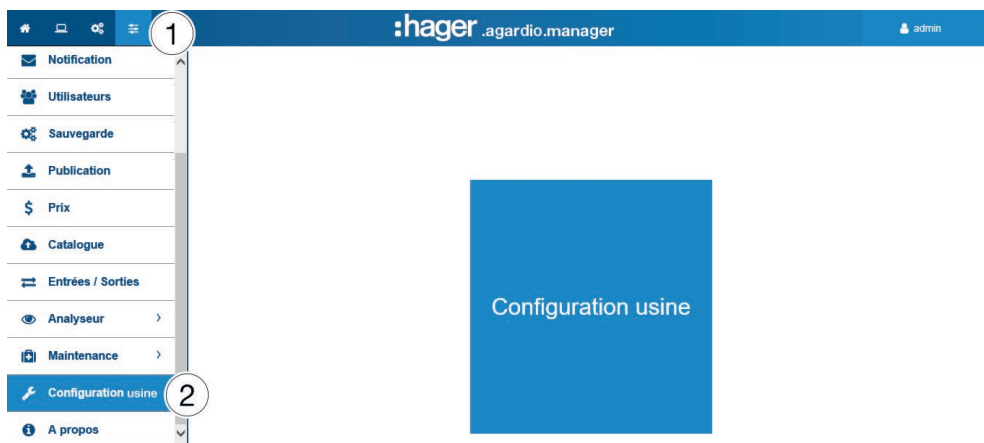 1
:hager .agardio.manager
admin
Notification
Utilisateurs
Sauvegarde
Publication
$ Prix
Catalogue
Entrées / Sorties
Analyseur >
Maintenance >
Configuration usine
2
A propos
Configuration usine